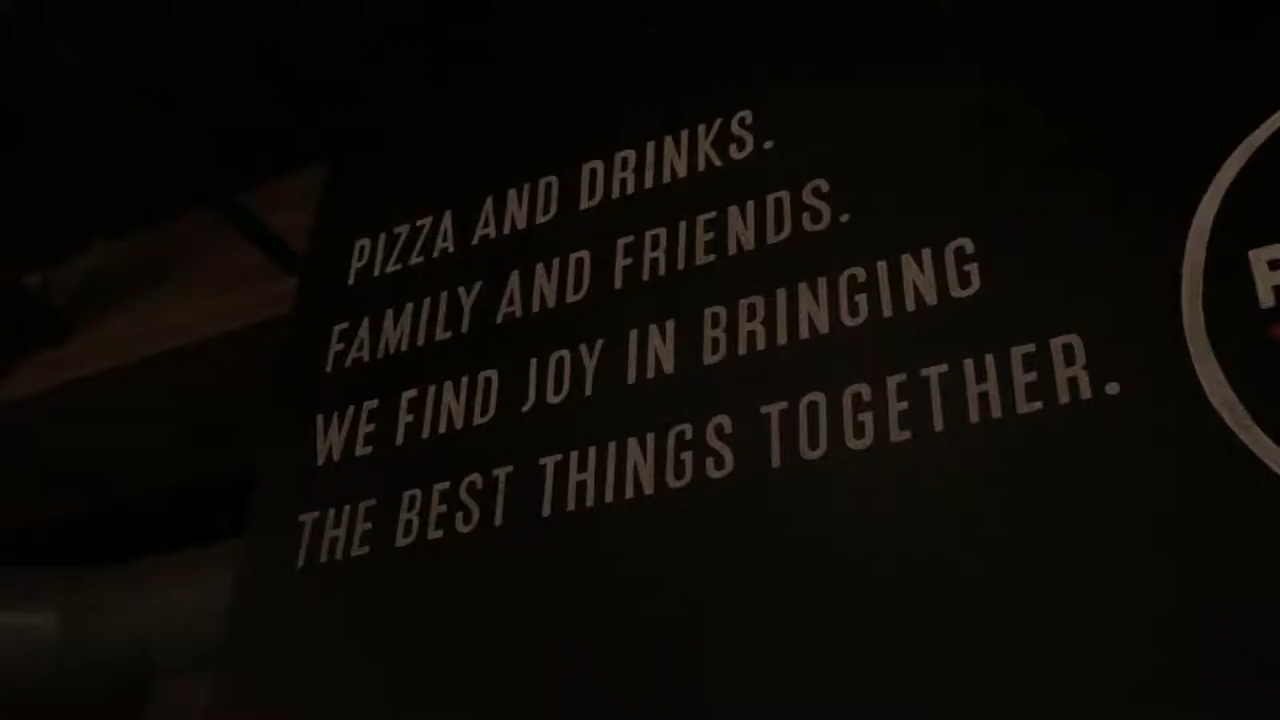 PIZZA AND DRINKS.
FAMILY AND FRIENDS.
WE FIND JOY IN BRINGING
THE BEST THINGS TOGETHER.